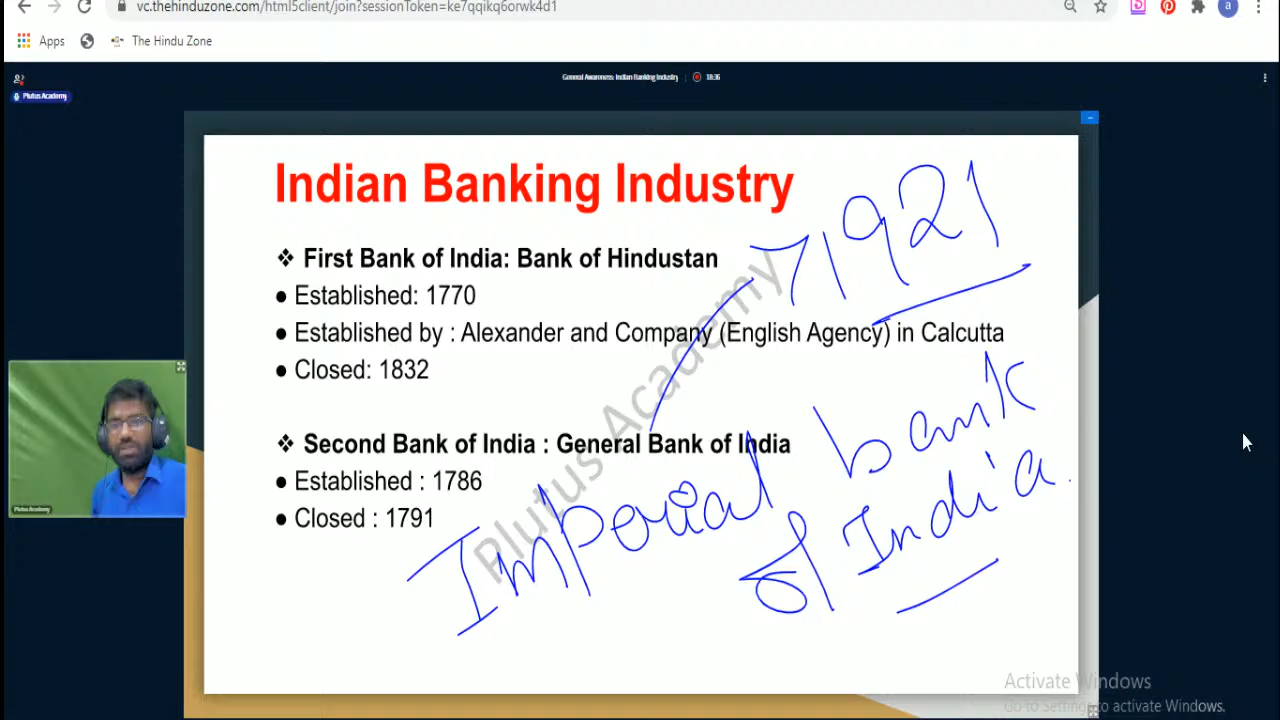 vc.thehinduzone.com/html5client/join?sessionToken=ke7qqikq6orwk4d1
a
Apps
The Hindu Zone
General Awareness: Indian Banking Industry
18:36
Plutus Academy
Indian Banking Industry
1921
❖ First Bank of India: Bank of Hindustan
● Established: 1770
● Established by : Alexander and Company (English Agency) in Calcutta
● Closed: 1832
❖ Second Bank of India : General Bank of India
● Established : 1786
● Closed : 1791
Imperial bank
of India
Plutus Academy
Plutus Academy
Activate Windows
Go to Settings to activate Windows.